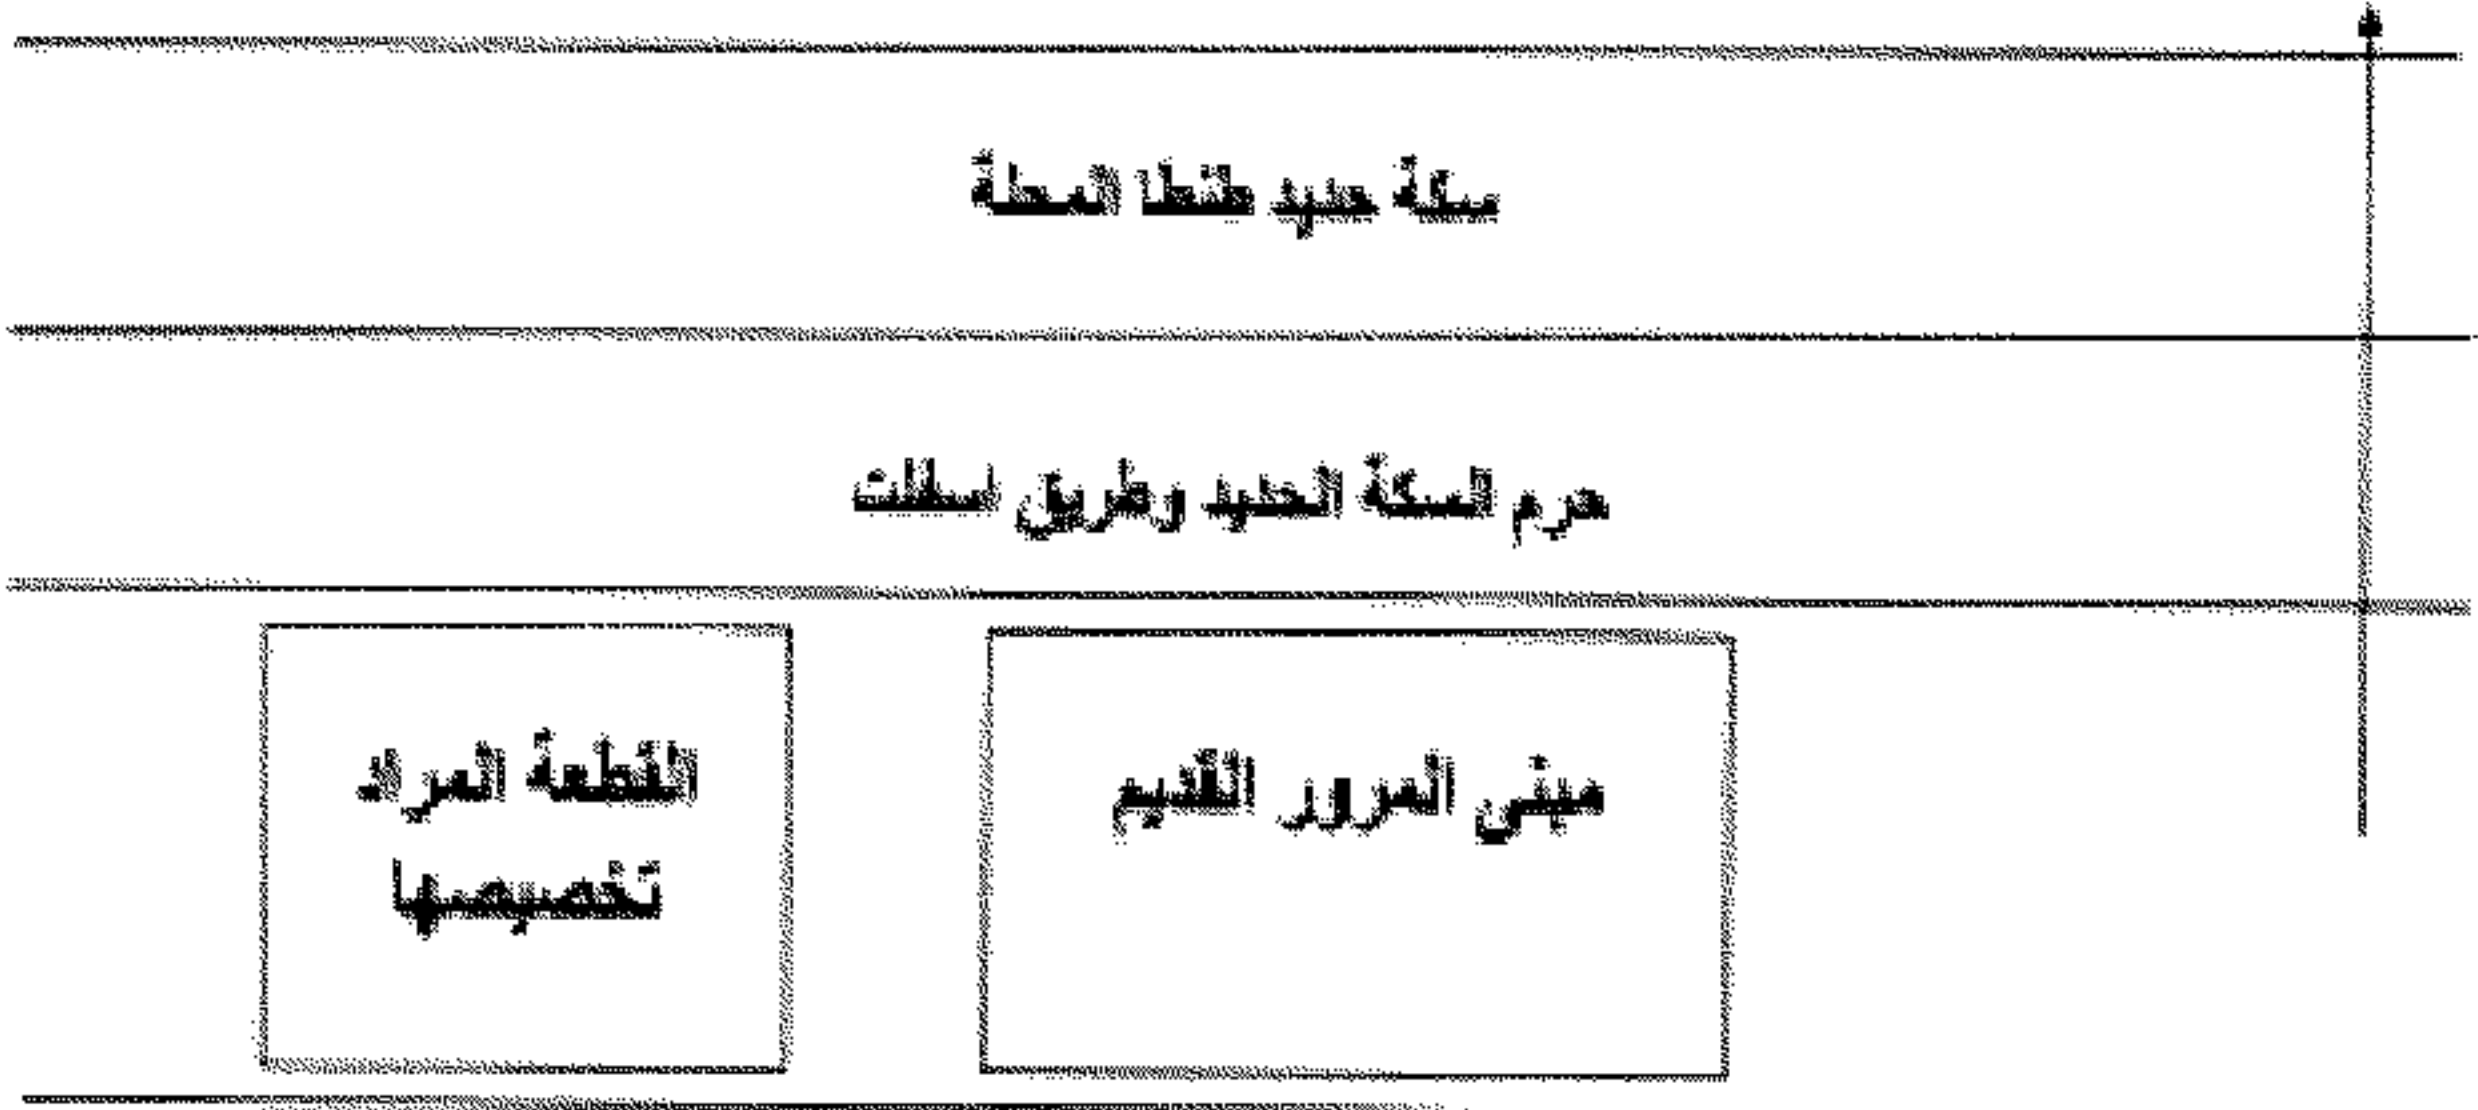 سكة حديد طنطا المحلة
حرم السكة الحديد وطريق اسفلت
مبنى المرور القديم
القطعة المراد
تخصيصها